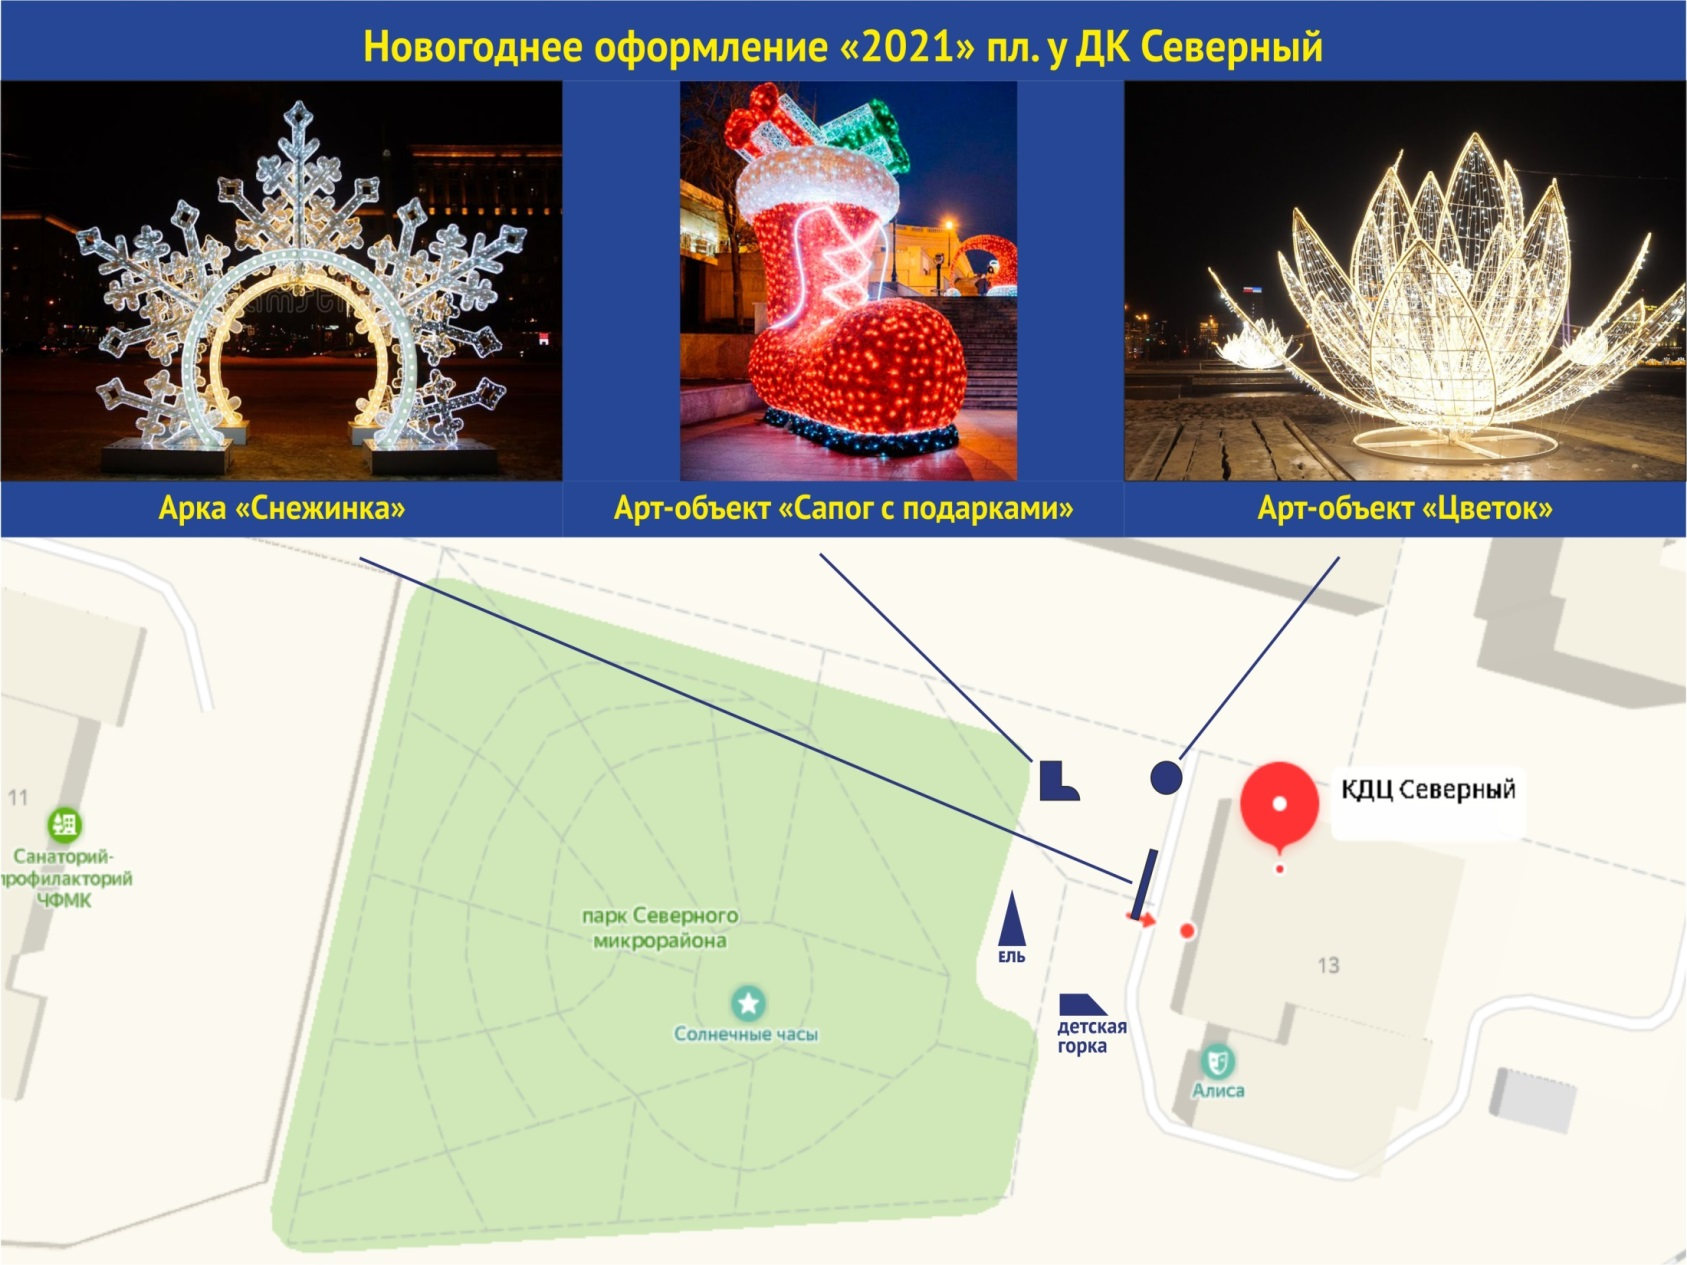 Новогоднее оформление «2021» пл. у ДК Северный
Арка «Снежинка»
Арт-объект «Сапог с подарками»
Арт-объект «Цветок»
КДЦ Северный
11
Санаторий-
профилакторий
ЧФМК
парк Северного
микрорайона
ЕЛЬ
13
Солнечные часы
детская
горка
Алиса